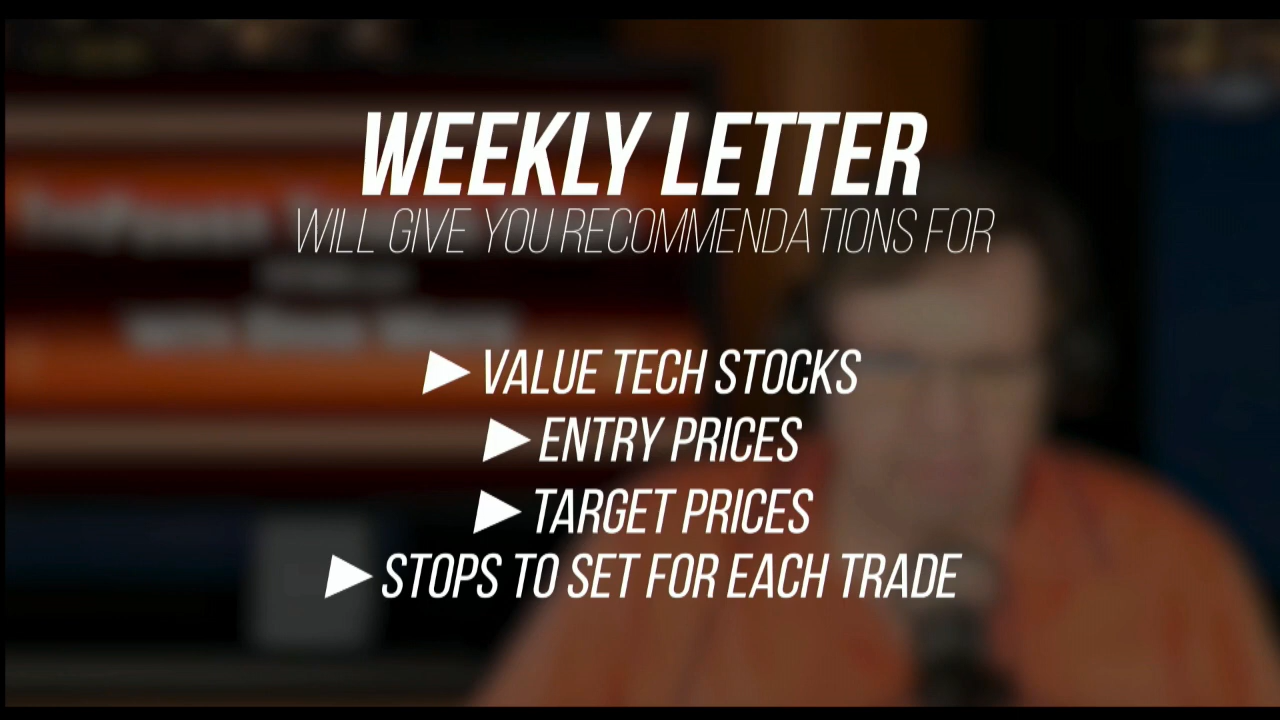 WEEKLY LETTER
WILL GIVE YOU RECOMMENDATIONS FOR
▶ VALUE TECH STOCKS
▶ ENTRY PRICES
▶ TARGET PRICES
▶ STOPS TO SET FOR EACH TRADE